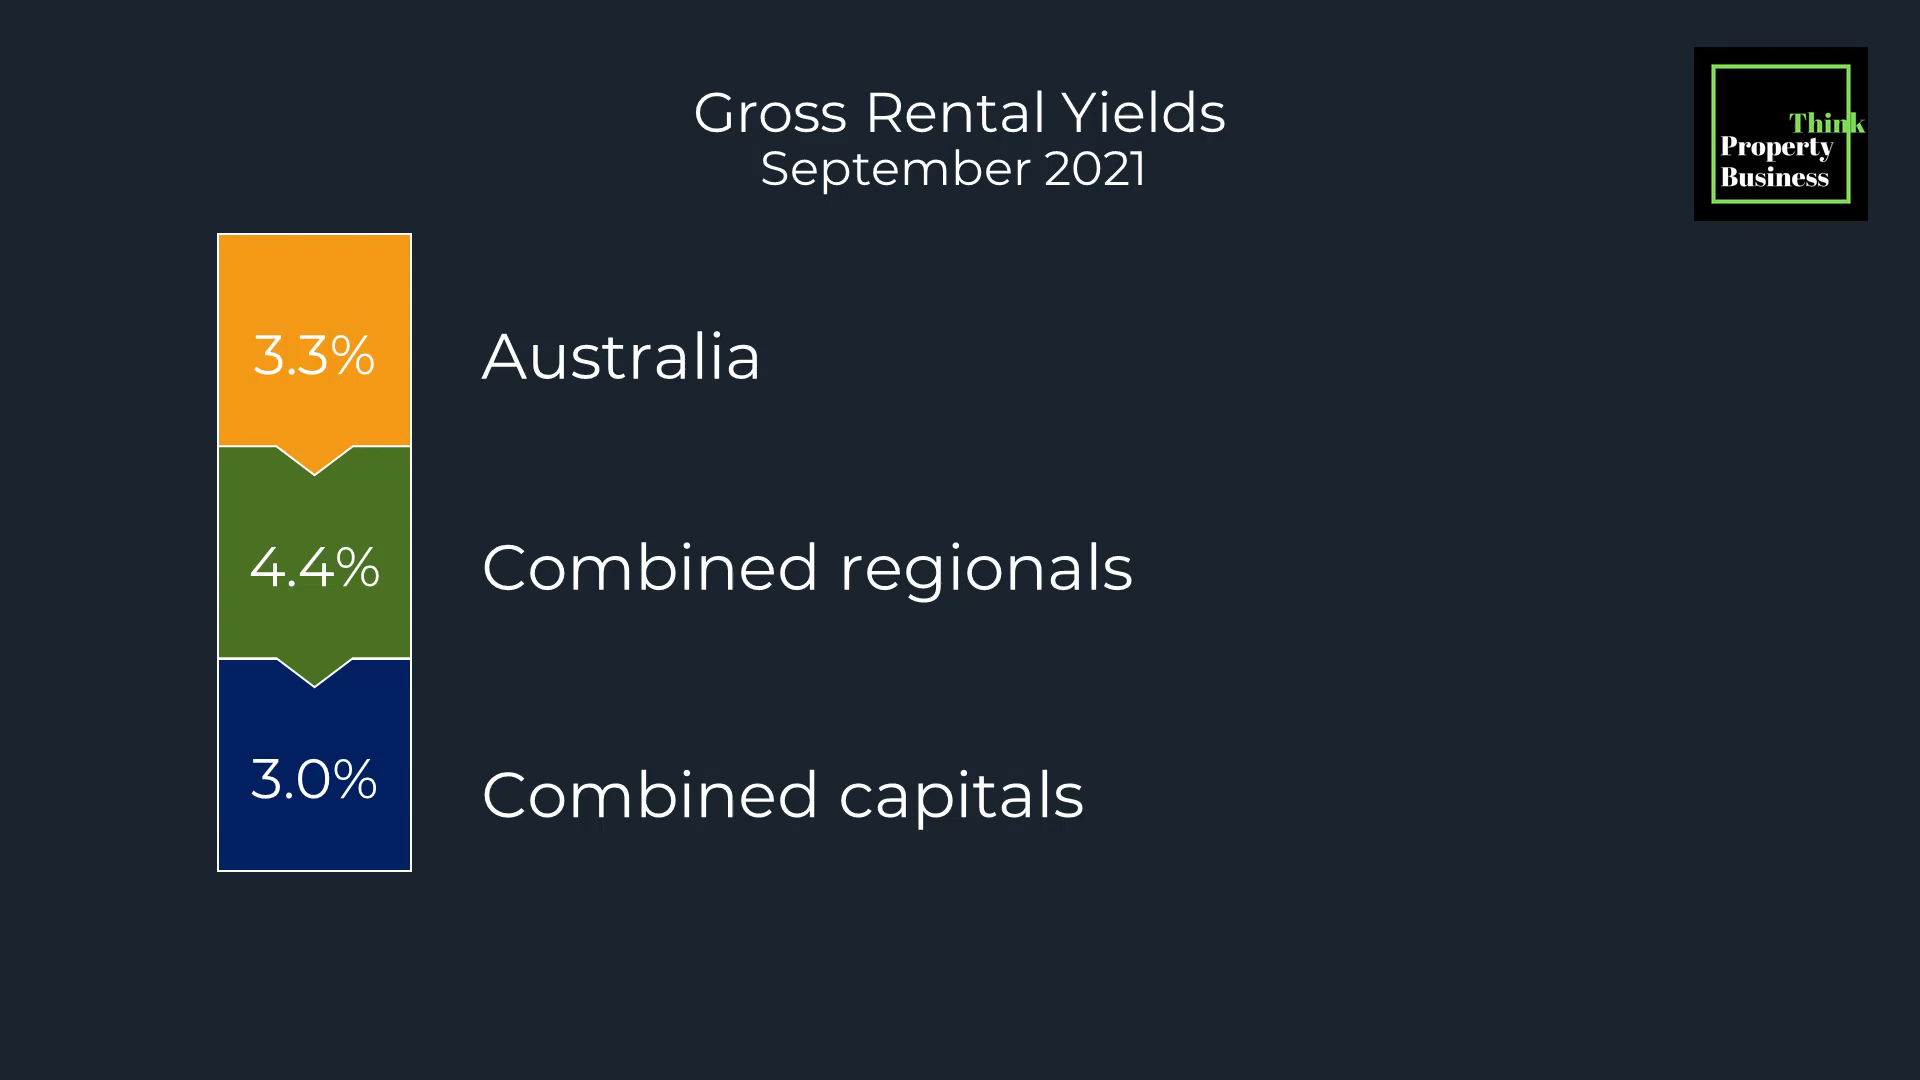 Gross Rental Yields
September 2021
Think
Property
Business
3.3%
Australia
4.4%
Combined regionals
3.0%
Combined capitals